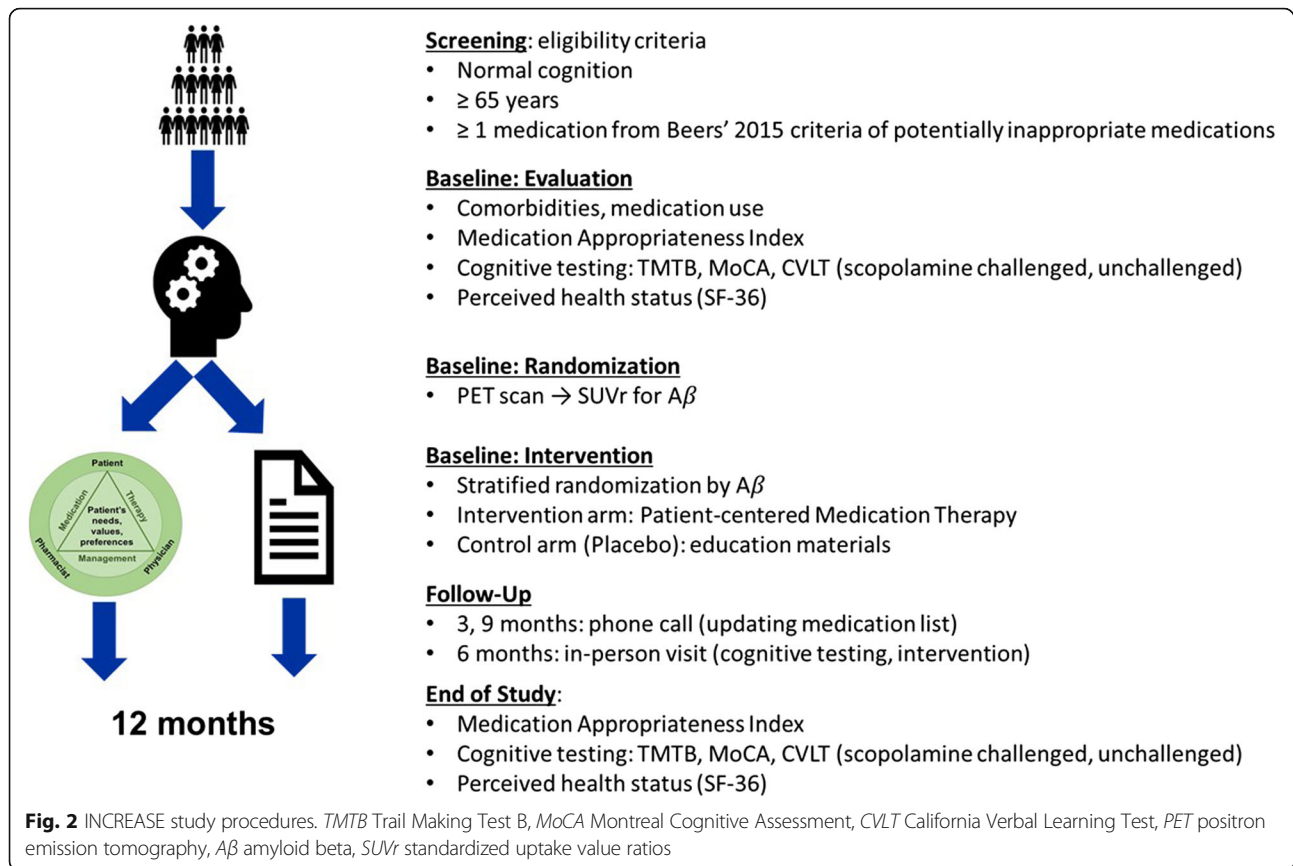 Screening: eligibility criteria
• Normal cognition
• ≥ 65 years
• ≥ 1 medication from Beers' 2015 criteria of potentially inappropriate medications
Baseline: Evaluation
• Comorbidities, medication use
• Medication Appropriateness Index
• Cognitive testing: TMTB, MoCA, CVLT (scopolamine challenged, unchallenged)
• Perceived health status (SF-36)
Baseline: Randomization
• PET scan → SUVr for Aβ
Baseline: Intervention
• Stratified randomization by Aβ
• Intervention arm: Patient-centered Medication Therapy
• Control arm (Placebo): education materials
Patient
Medication
Therapy
Patient's
needs,
values,
preferences
Management
Pharmacist
Physician
Follow-Up
• 3, 9 months: phone call (updating medication list)
• 6 months: in-person visit (cognitive testing, intervention)
End of Study:
• Medication Appropriateness Index
• Cognitive testing: TMTB, MoCA, CVLT (scopolamine challenged, unchallenged)
• Perceived health status (SF-36)
12 months
Fig. 2 INCREASE study procedures. TMTB Trail Making Test B, MoCA Montreal Cognitive Assessment, CVLT California Verbal Learning Test, PET positron
emission tomography, Aβ amyloid beta, SUVr standardized uptake value ratios